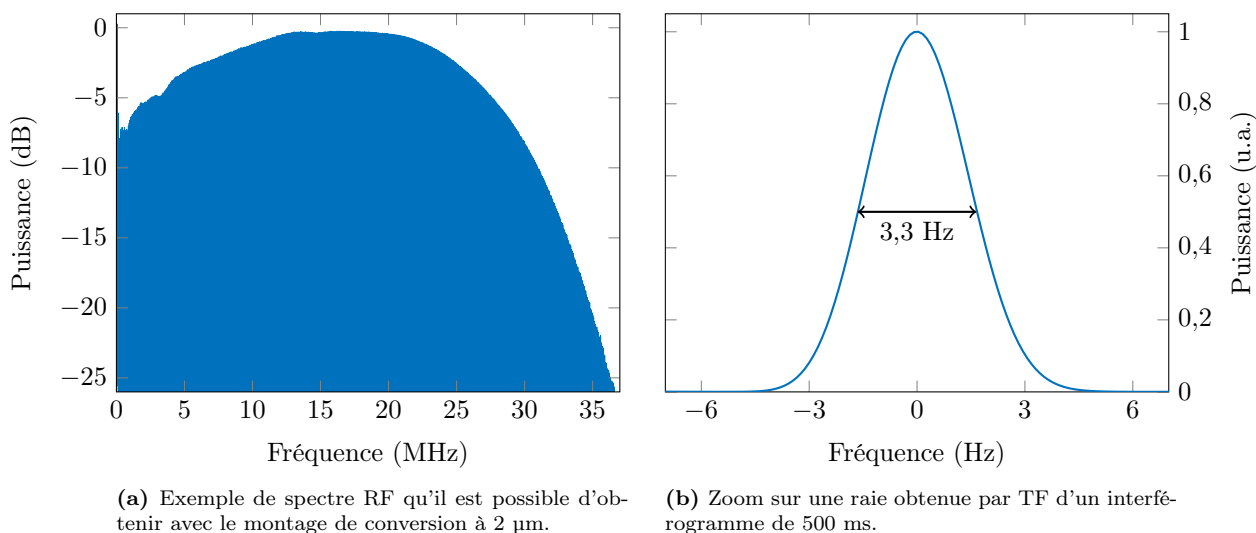 0
−5
−10
−15
−20
−25
Puissance (dB)
0 5 10 15 20 25 30 35
Fréquence (MHz)
(a) Exemple de spectre RF qu'il est possible d'ob-
tenir avec le montage de conversion à 2 µm.
1
0,8
0,6
0,4
0,2
0
Puissance (u.a.)
3,3 Hz
−6 −3 0 3 6
Fréquence (Hz)
(b) Zoom sur une raie obtenue par TF d'un interfé-
rogramme de 500 ms.